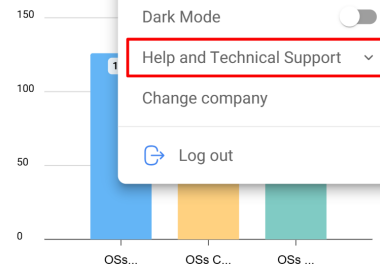 150
Dark Mode
Help and Technical Support
100
Change company
50
Log out
0
OSs... OSs C... OSs ...